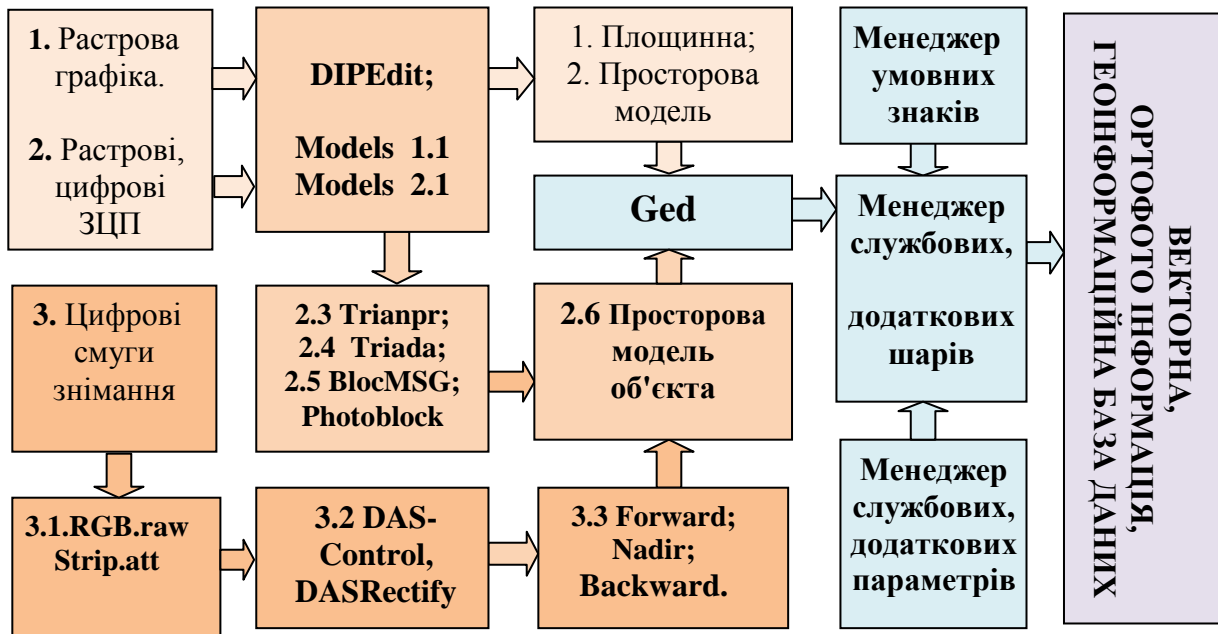 1. Растрова
графіка.
2. Растрові,
цифрові
ЗЦП
DIPEdit;
Models 1.1
Models 2.1
1. Площинна;
2. Просторова
модель
Менеджер
умовних
знаків
Ged
Менеджер
службових,
додаткових
шарів
ВЕКТОРНА,
ОРТОФОТО ІНФОРМАЦІЯ,
ГЕОІНФОРМАЦІЙНА БАЗА ДАНИХ
3. Цифрові
смуги
знімання
2.3 Trianpr;
2.4 Triada;
2.5 BlocMSG;
Photoblock
2.6 Просторова
модель
об'єкта
Менеджер
службових,
додаткових
параметрів
3.1.RGB.raw
Strip.att
3.2 DAS-
Control,
DASRectify
3.3 Forward;
Nadir;
Backward.